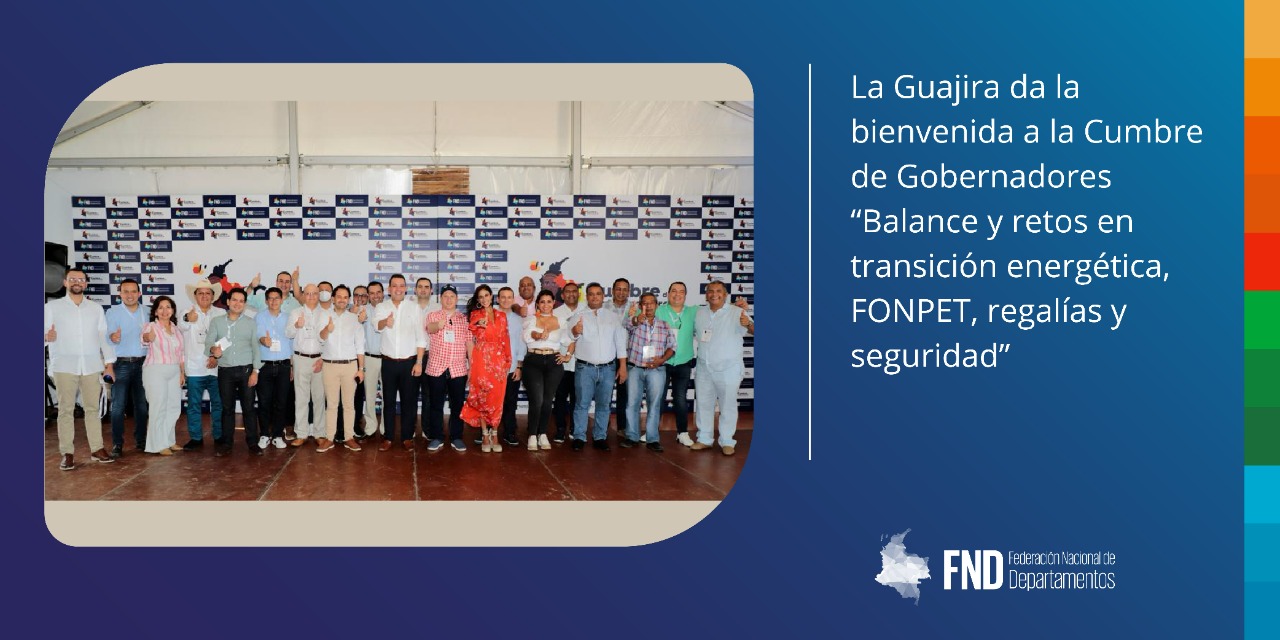 La Guajira da la
bienvenida a la Cumbre
de Gobernadores
“Balance y retos en
transición energética,
FONPET, regalías y
seguridad”
FND Federación Nacional de
Departamentos